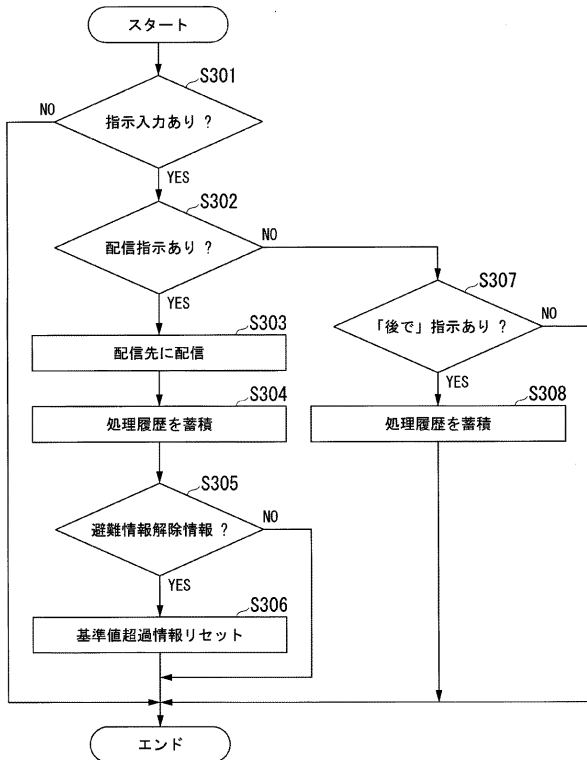 スタート
S301
指示入力あり ?
NO
YES
S302
配信指示あり ?
NO
YES
S307
「後で」指示あり ?
NO
YES
S303
配信先に配信
S304
処理履歴を蓄積
S308
処理履歴を蓄積
S305
避難情報解除情報 ?
NO
YES
S306
基準値超過情報リセット
エンド